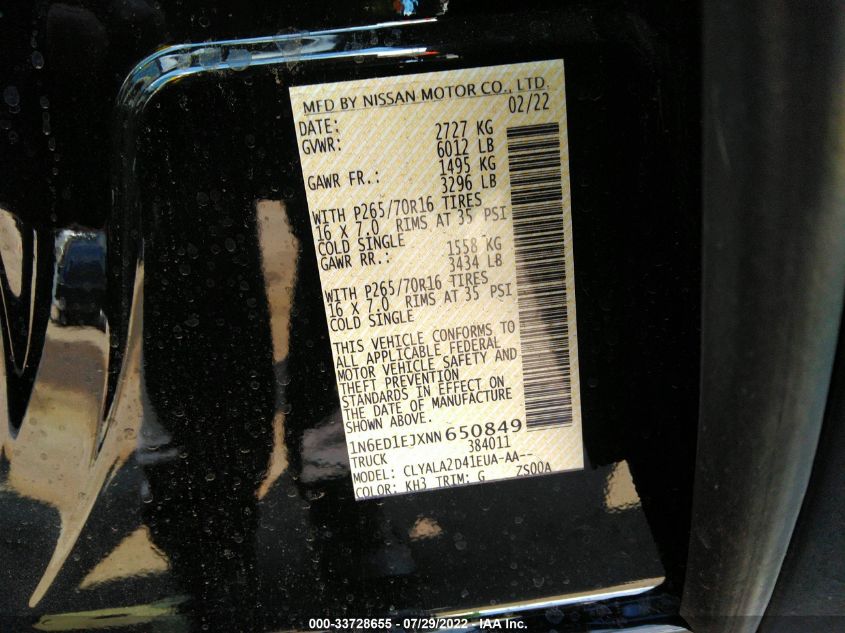 MFD BY NISSAN MOTOR CO., LTD.
DATE: 02/22
GVWR: 2727 KG
6012 LB
GAWR FR.: 1495 KG
3296 LB
WITH P265/70R16 TIRES
16 X 7.0 RIMS AT 35 PSI
COLD SINGLE
GAWR RR.: 1558 KG
3434 LB
WITH P265/70R16 TIRES
16 X 7.0 RIMS AT 35 PSI
COLD SINGLE
THIS VEHICLE CONFORMS TO
ALL APPLICABLE FEDERAL
MOTOR VEHICLE SAFETY AND
THEFT PREVENTION
STANDARDS IN EFFECT ON
THE DATE OF MANUFACTURE
SHOWN ABOVE.
1N6ED1EJXNN650849
TRUCK 384011
MODEL: CLYALA2D41EUA-AA--
COLOR: KH3 TRIM: G 7S00A
000-33728655 - 07/29/2022 - IAA Inc.